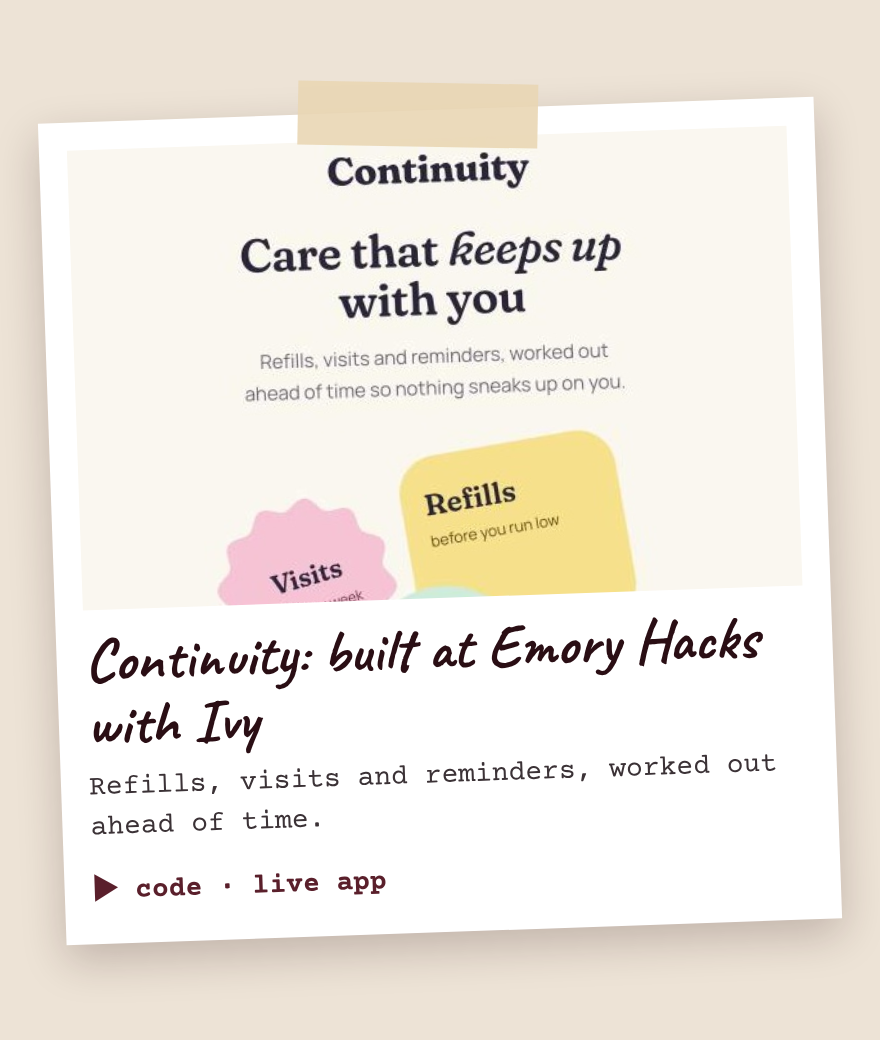 Continuity
Care that keeps up
with you
Refills, visits and reminders, worked out
ahead of time so nothing sneaks up on you.
Refills
before you run low
Visits
week
Continuity: built at Emory Hacks
with Ivy
Refills, visits and reminders, worked out
ahead of time.
code · live app